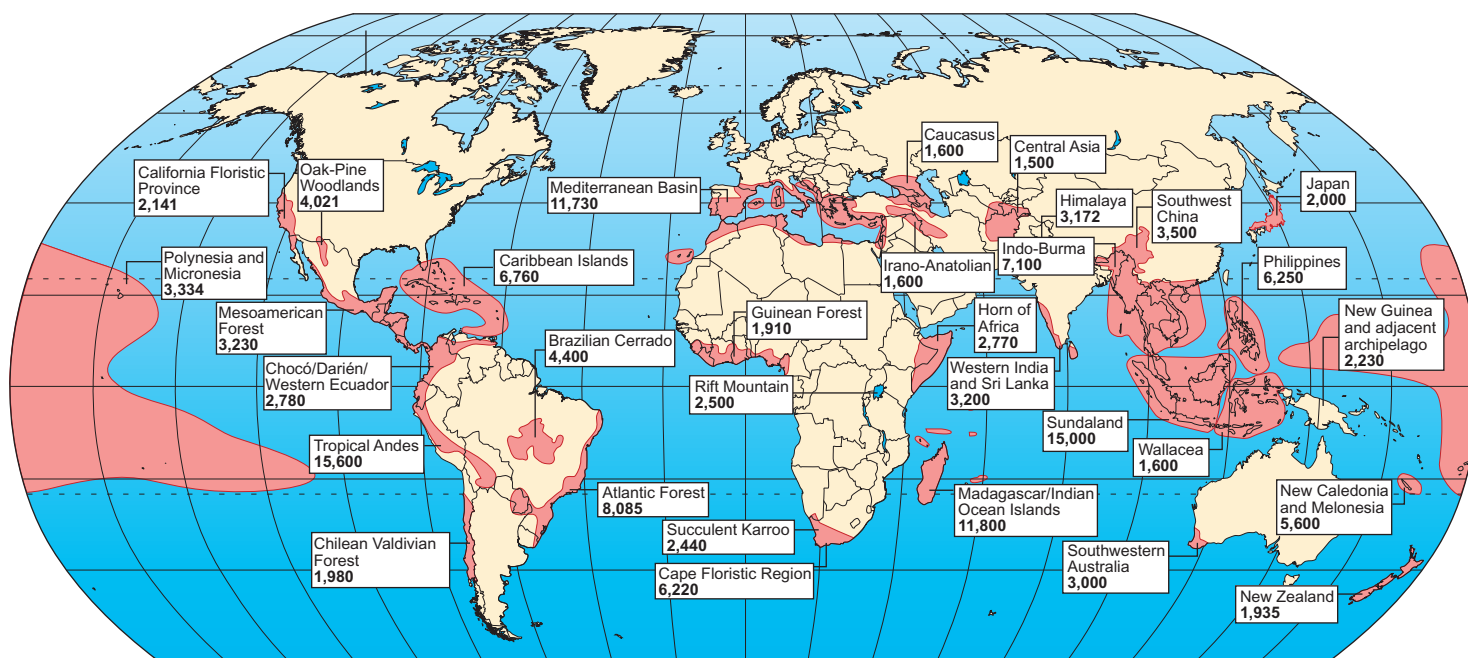 California Floristic
Province
2,141
Oak-Pine
Woodlands
4,021
Polynesia and
Micronesia
3,334
Mesoamerican
Forest
3,230
Chocó/Darién/
Western Ecuador
2,780
Tropical Andes
15,600
Chilean Valdivian
Forest
1,980
Caribbean Islands
6,760
Brazilian Cerrado
4,400
Atlantic Forest
8,085
Mediterranean Basin
11,730
Guinean Forest
1,910
Rift Mountain
2,500
Succulent Karroo
2,440
Cape Floristic Region
6,220
Caucasus
1,600
Central Asia
1,500
Himalaya
3,172
Southwest
China
3,500
Japan
2,000
Irano-Anatolian
1,600
Indo-Burma
7,100
Philippines
6,250
Horn of
Africa
2,770
Western India
and Sri Lanka
3,200
New Guinea
and adjacent
archipelago
2,230
Sundaland
15,000
Wallacea
1,600
Madagascar/Indian
Ocean Islands
11,800
New Caledonia
and Melonesia
5,600
Southwestern
Australia
3,000
New Zealand
1,935